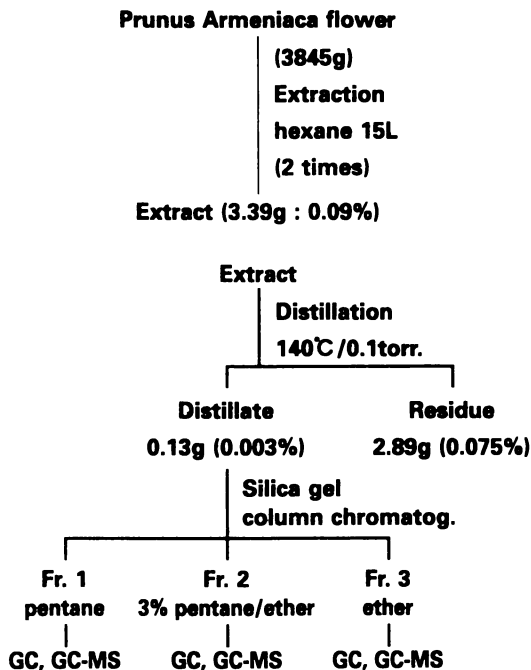 Prunus Armeniaca flower
(3845g)
Extraction
hexane 15L
(2 times)
Extract (3.39g : 0.09%)
Extract
Distillation
140℃/0.1torr.
Distillate
Residue
0.13g (0.003%)
2.89g (0.075%)
Silica gel
column chromatog.
Fr. 1
Fr. 2
Fr. 3
pentane
3% pentane/ether
ether
GC, GC-MS
GC, GC-MS
GC, GC-MS